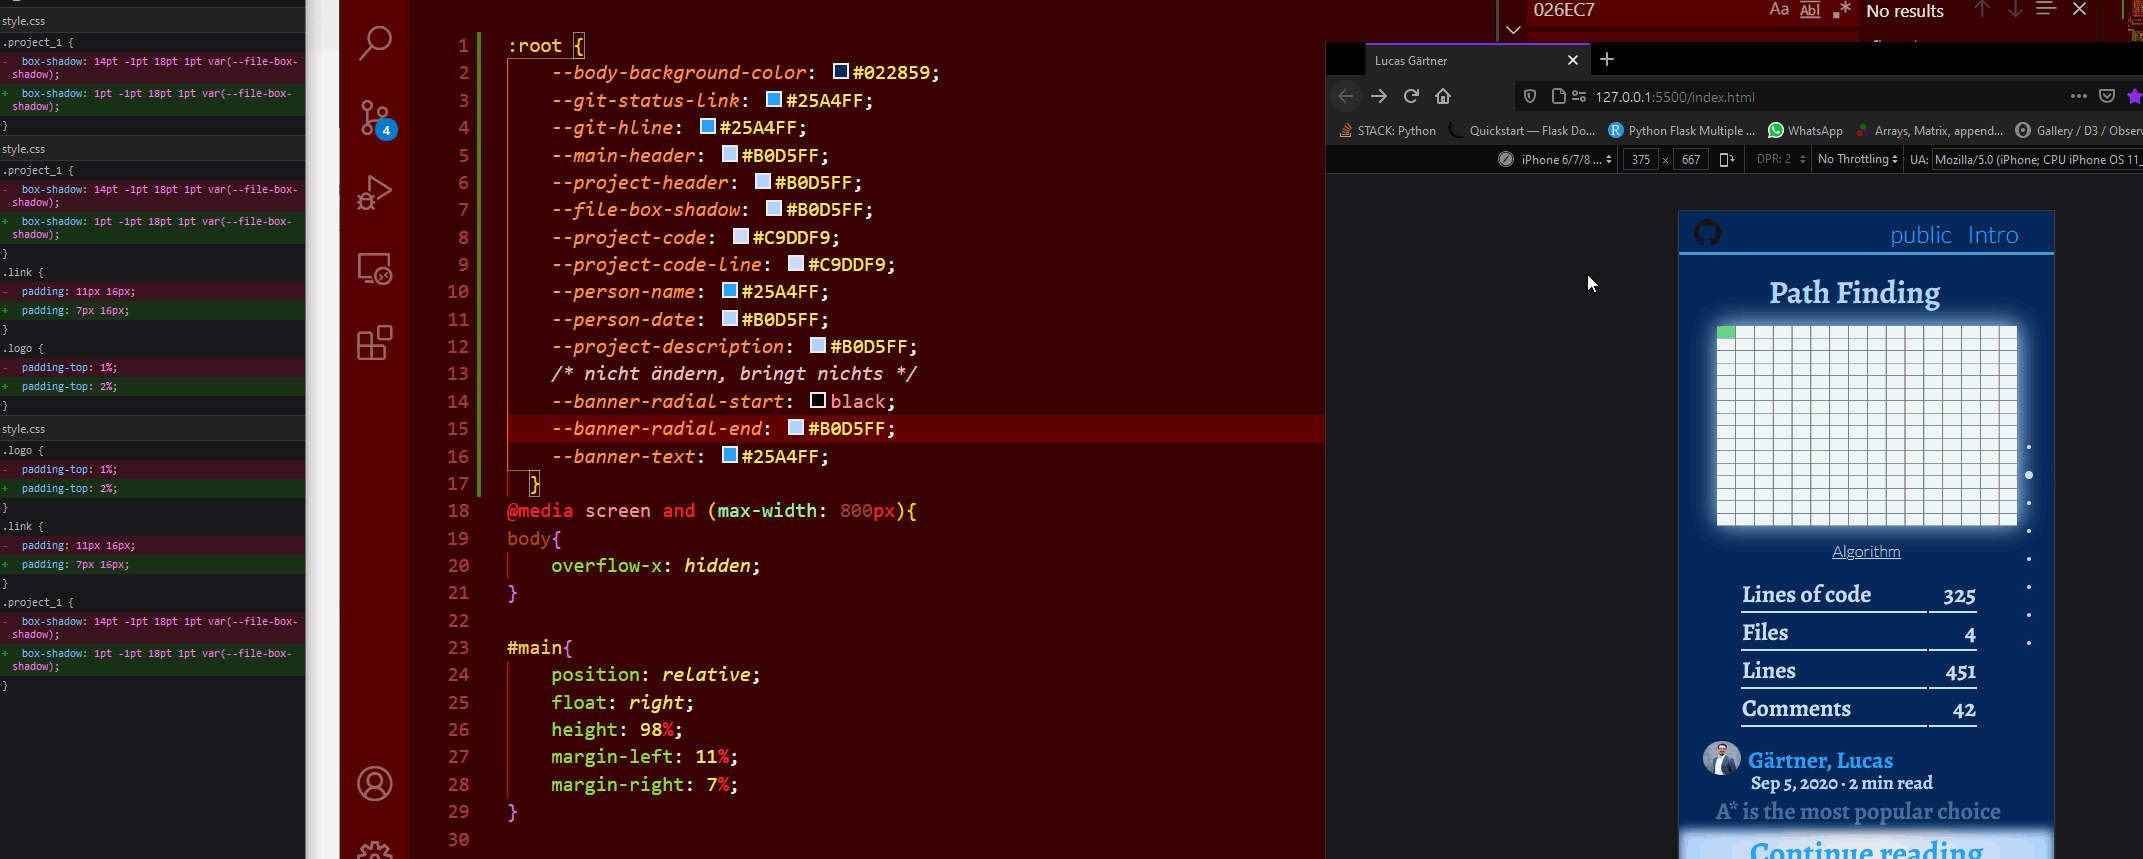 style.css
.project_1 {
- box-shadow: 14pt -1pt 18pt 1pt var(--file-box-
shadow);
+ box-shadow: 1pt -1pt 18pt 1pt var(--file-box-
shadow);
}
style.css
.project_1 {
- box-shadow: 14pt -1pt 18pt 1pt var(--file-box-
shadow);
+ box-shadow: 1pt -1pt 18pt 1pt var(--file-box-
shadow);
}
.link {
- padding: 11px 16px;
+ padding: 7px 16px;
}
.logo {
- padding-top: 1%;
+ padding-top: 2%;
}
style.css
.logo {
- padding-top: 1%;
+ padding-top: 2%;
}
.link {
- padding: 11px 16px;
+ padding: 7px 16px;
}
.project_1 {
- box-shadow: 14pt -1pt 18pt 1pt var(--file-box-
shadow);
+ box-shadow: 1pt -1pt 18pt 1pt var(--file-box-
shadow);
}
4
1 :root {
2 --body-background-color: #022859;
3 --git-status-link: #25A4FF;
4 --git-hline: #25A4FF;
5 --main-header: #B0D5FF;
6 --project-header: #B0D5FF;
7 --file-box-shadow: #B0D5FF;
8 --project-code: #C9DDF9;
9 --project-code-line: #C9DDF9;
10 --person-name: #25A4FF;
11 --person-date: #B0D5FF;
12 --project-description: #B0D5FF;
13 /* nicht ändern, bringt nichts */
14 --banner-radial-start: black;
15 --banner-radial-end: #B0D5FF;
16 --banner-text: #25A4FF;
17 }
18 @media screen and (max-width: 800px){
19 body{
20 overflow-x: hidden;
21 }
22
23 #main{
24 position: relative;
25 float: right;
26 height: 98%;
27 margin-left: 11%;
28 margin-right: 7%;
29 }
30
026EC7 Aa Abl .* No results
Lucas Gärtner
127.0.0.1:5500/index.html
STACK: Python Quickstart — Flask Do... Python Flask Multiple ... WhatsApp Arrays, Matrix, append... Gallery / D3 / Observ
iPhone 6/7/8 ... 375 × 667 DPR: 2 No Throttling UA: Mozilla/5.0 (iPhone; CPU iPhone OS 11_
public Intro
Path Finding
Algorithm
Lines of code 325
Files 4
Lines 451
Comments 42
Gärtner, Lucas
Sep 5, 2020 · 2 min read
A* is the most popular choice
Continue reading